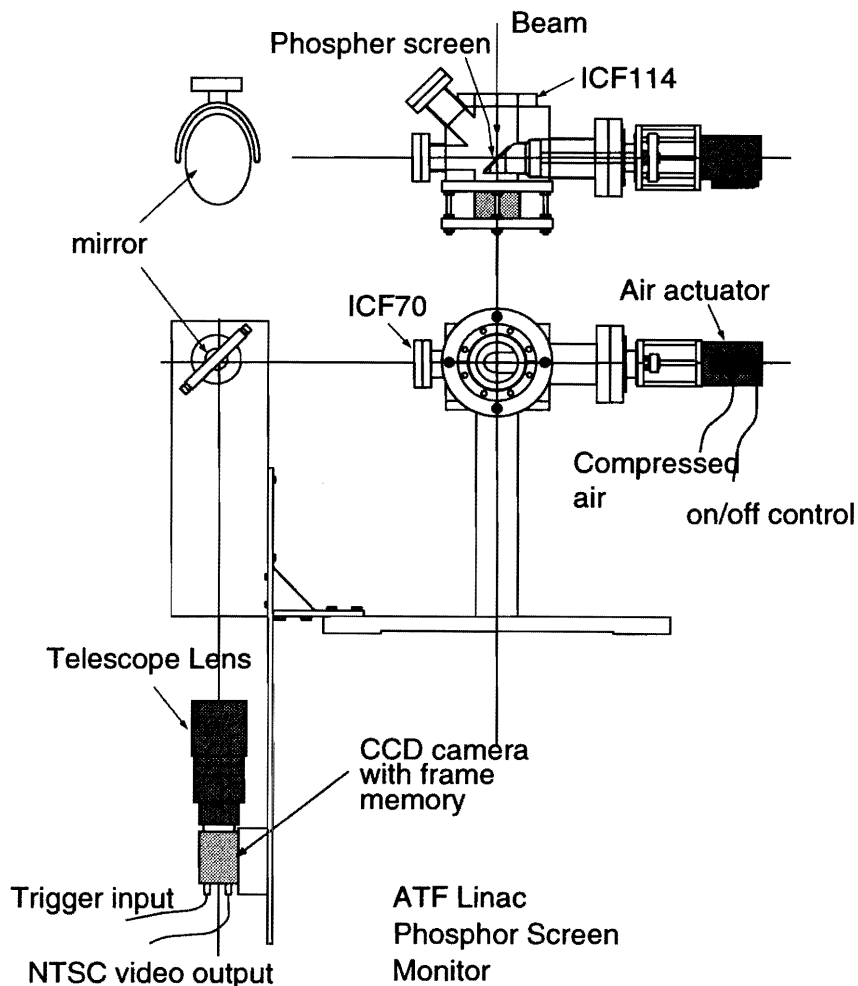 Beam
Phospher screen
ICF114
mirror
ICF70
Air actuator
Compressed
air
on/off control
Telescope Lens
CCD camera
with frame
memory
Trigger input
NTSC video output
ATF Linac
Phosphor Screen
Monitor